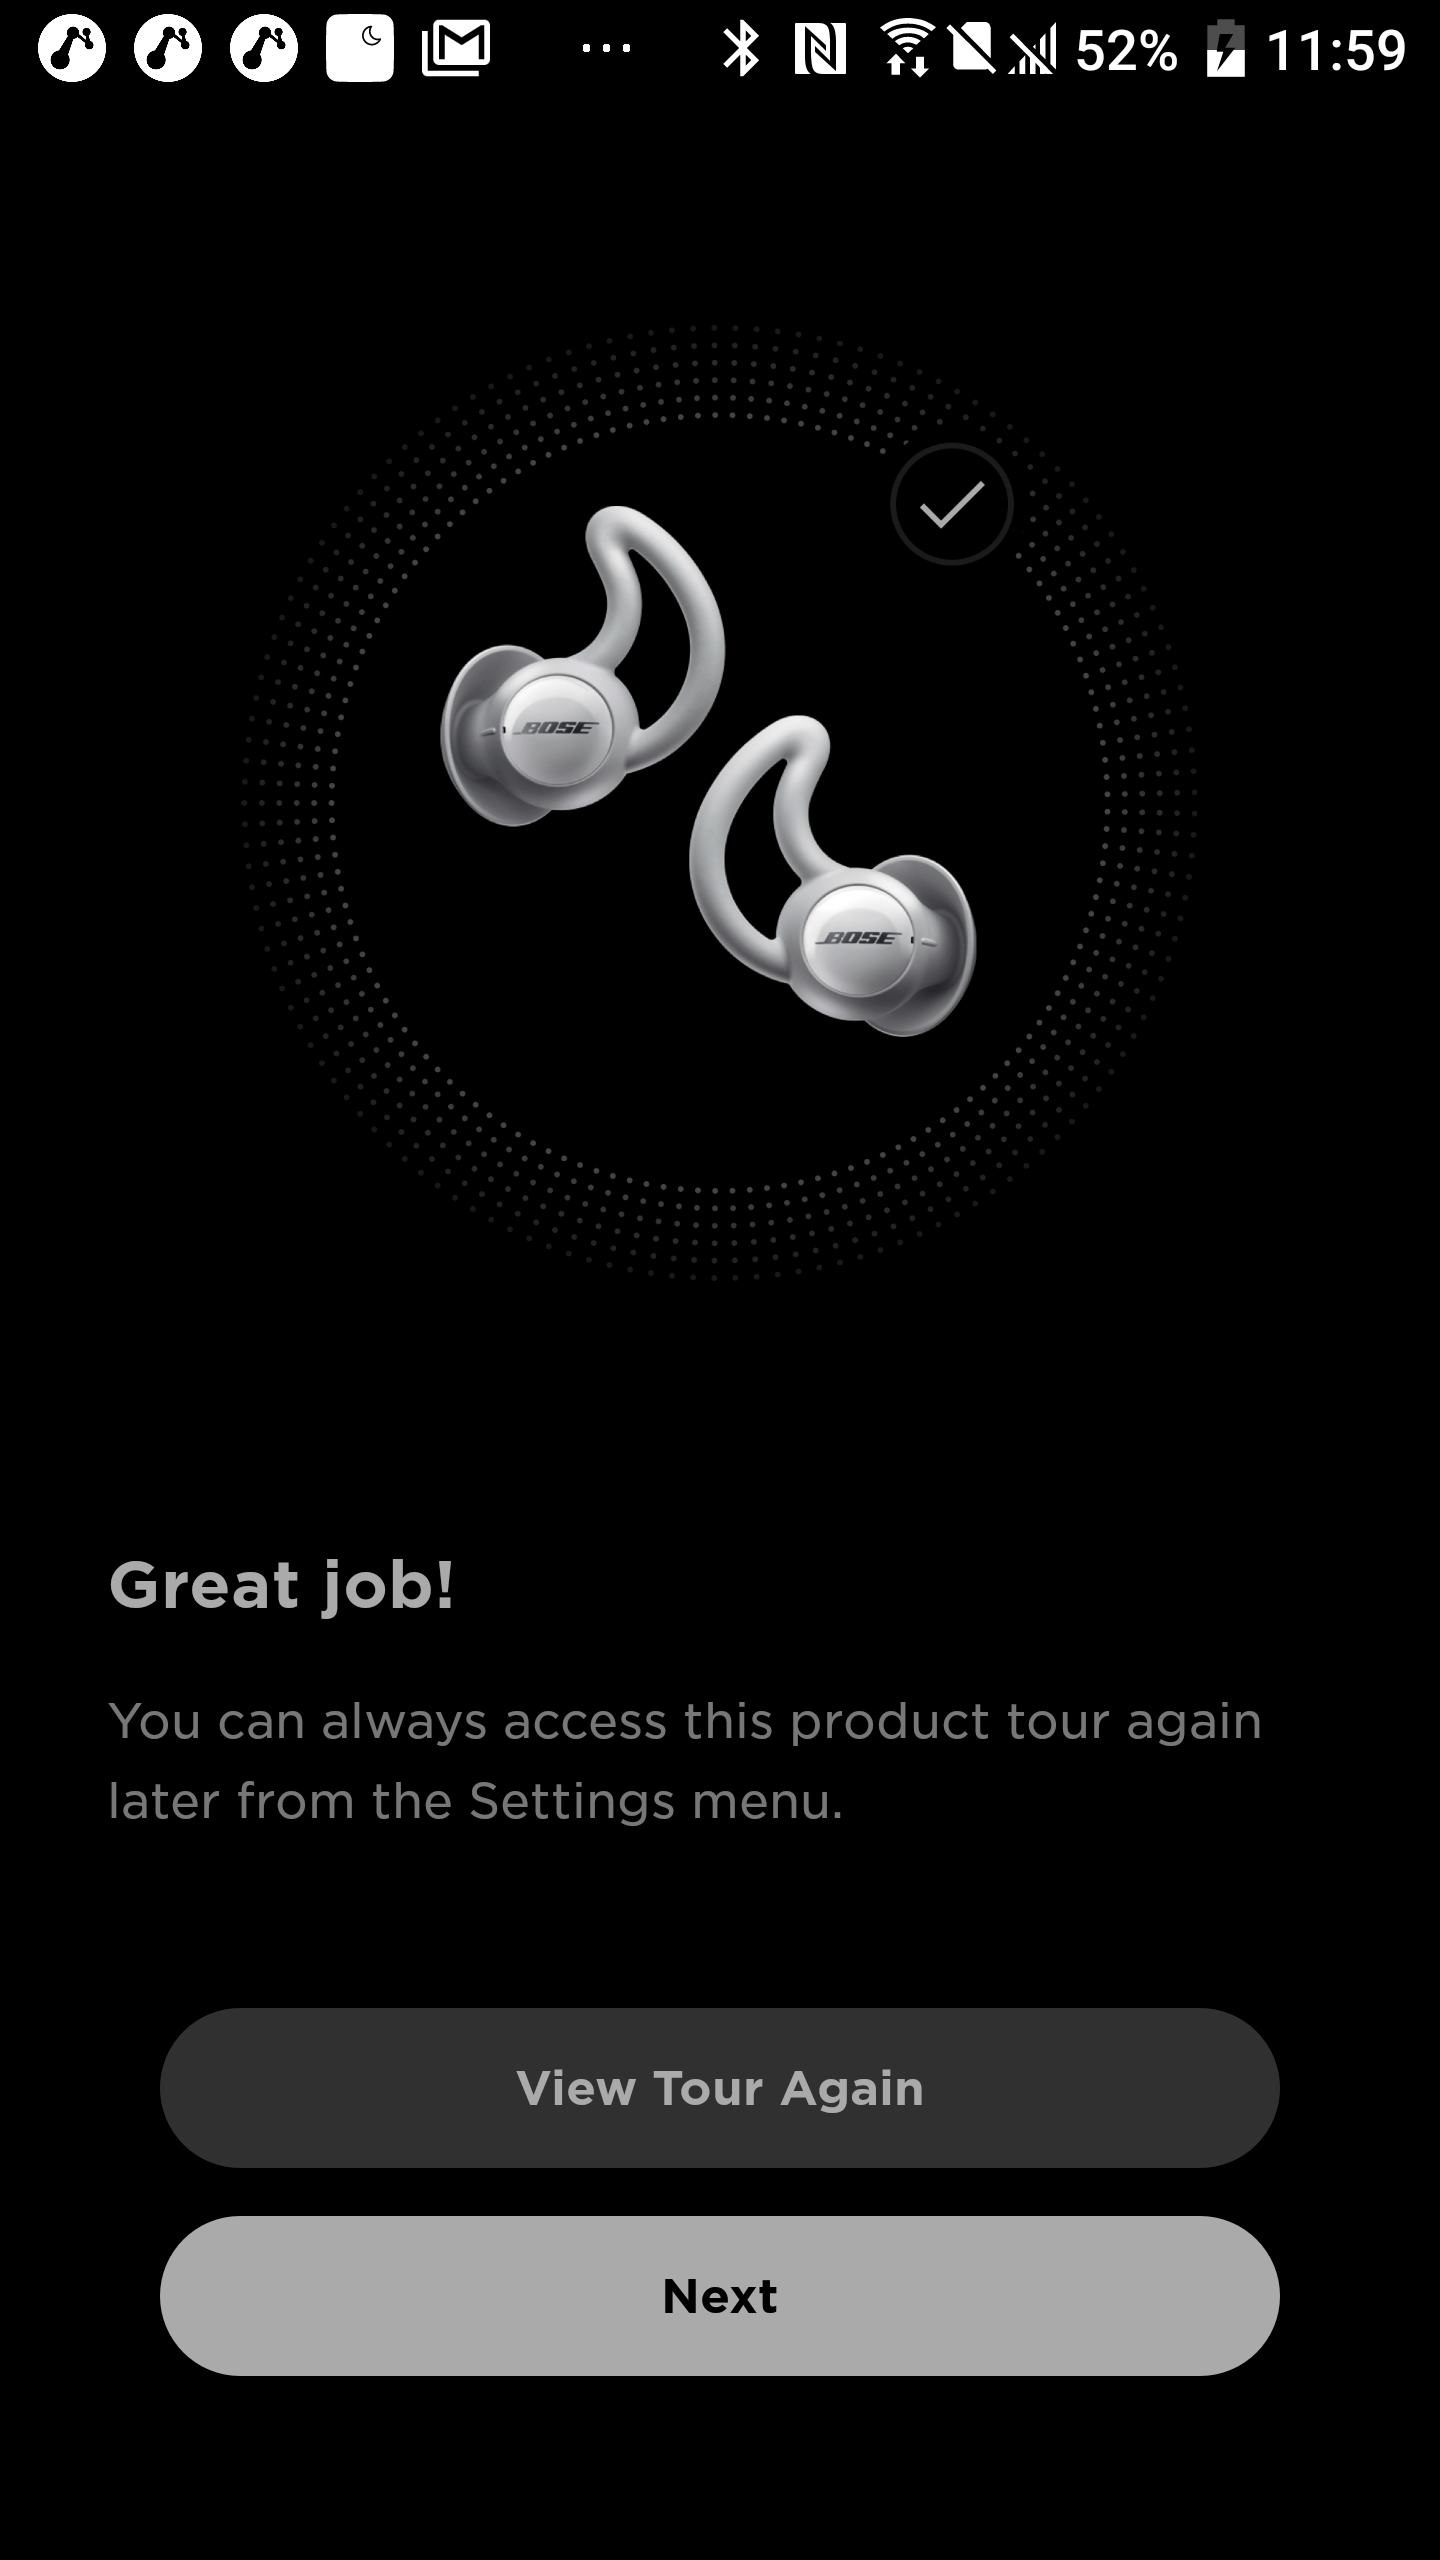 52% 11:59
BOSE
BOSE
Great job!
You can always access this product tour again
later from the Settings menu.
View Tour Again
Next